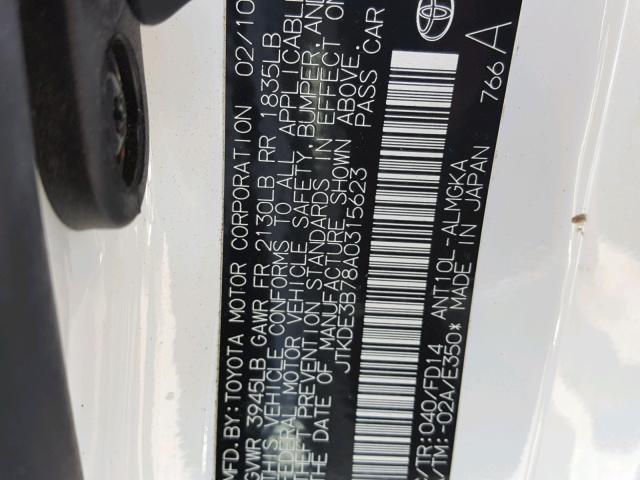 MFD. BY: TOYOTA MOTOR CORPORATION 02/10
GVWR 3945LB GAWR FR 2130LB RR 1835LB
THIS VEHICLE CONFORMS TO ALL APPLICABLE
FEDERAL MOTOR VEHICLE SAFETY, BUMPER, AND
THEFT PREVENTION STANDARDS IN EFFECT ON
THE DATE OF MANUFACTURE SHOWN ABOVE.
JTKDE3B78A0315623 PASS CAR
C/TR: 040/FD14 ANT10L-ALMGKA
A/TM: -02A/E350* MADE IN JAPAN
766 A